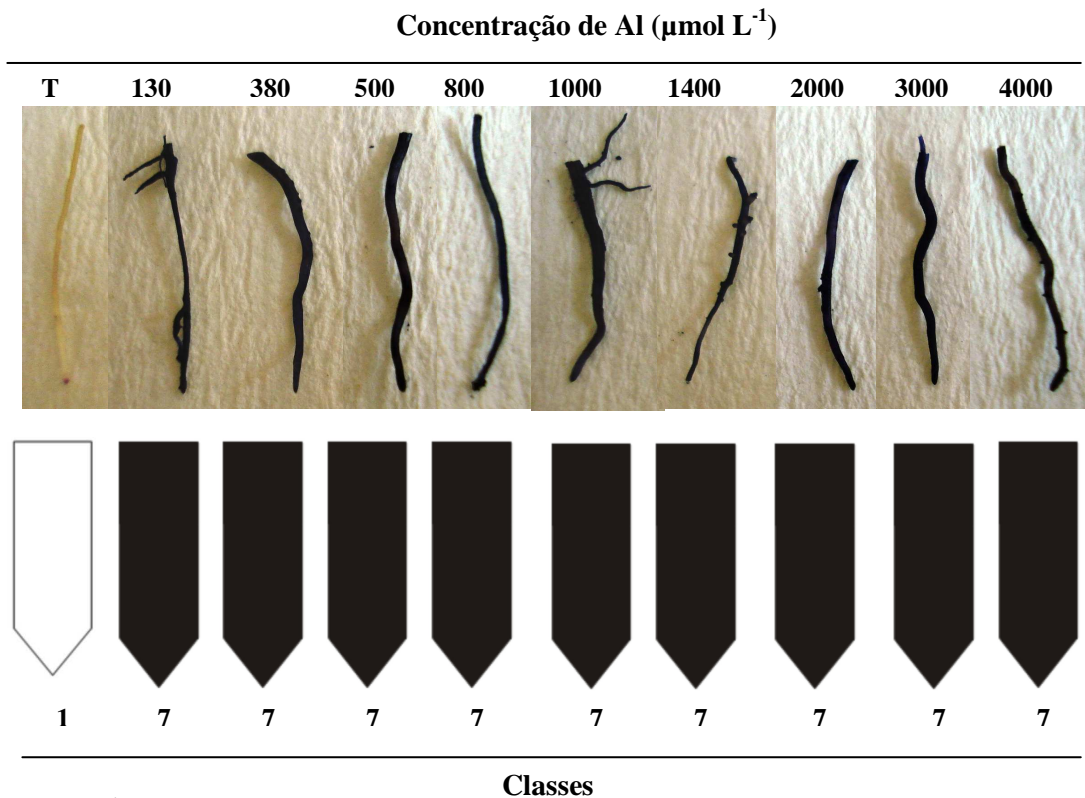 Concentração de Al (µmol L⁻¹)
T 130 380 500 800 1000 1400 2000 3000 4000
1 7 7 7 7 7 7 7 7 7
Classes